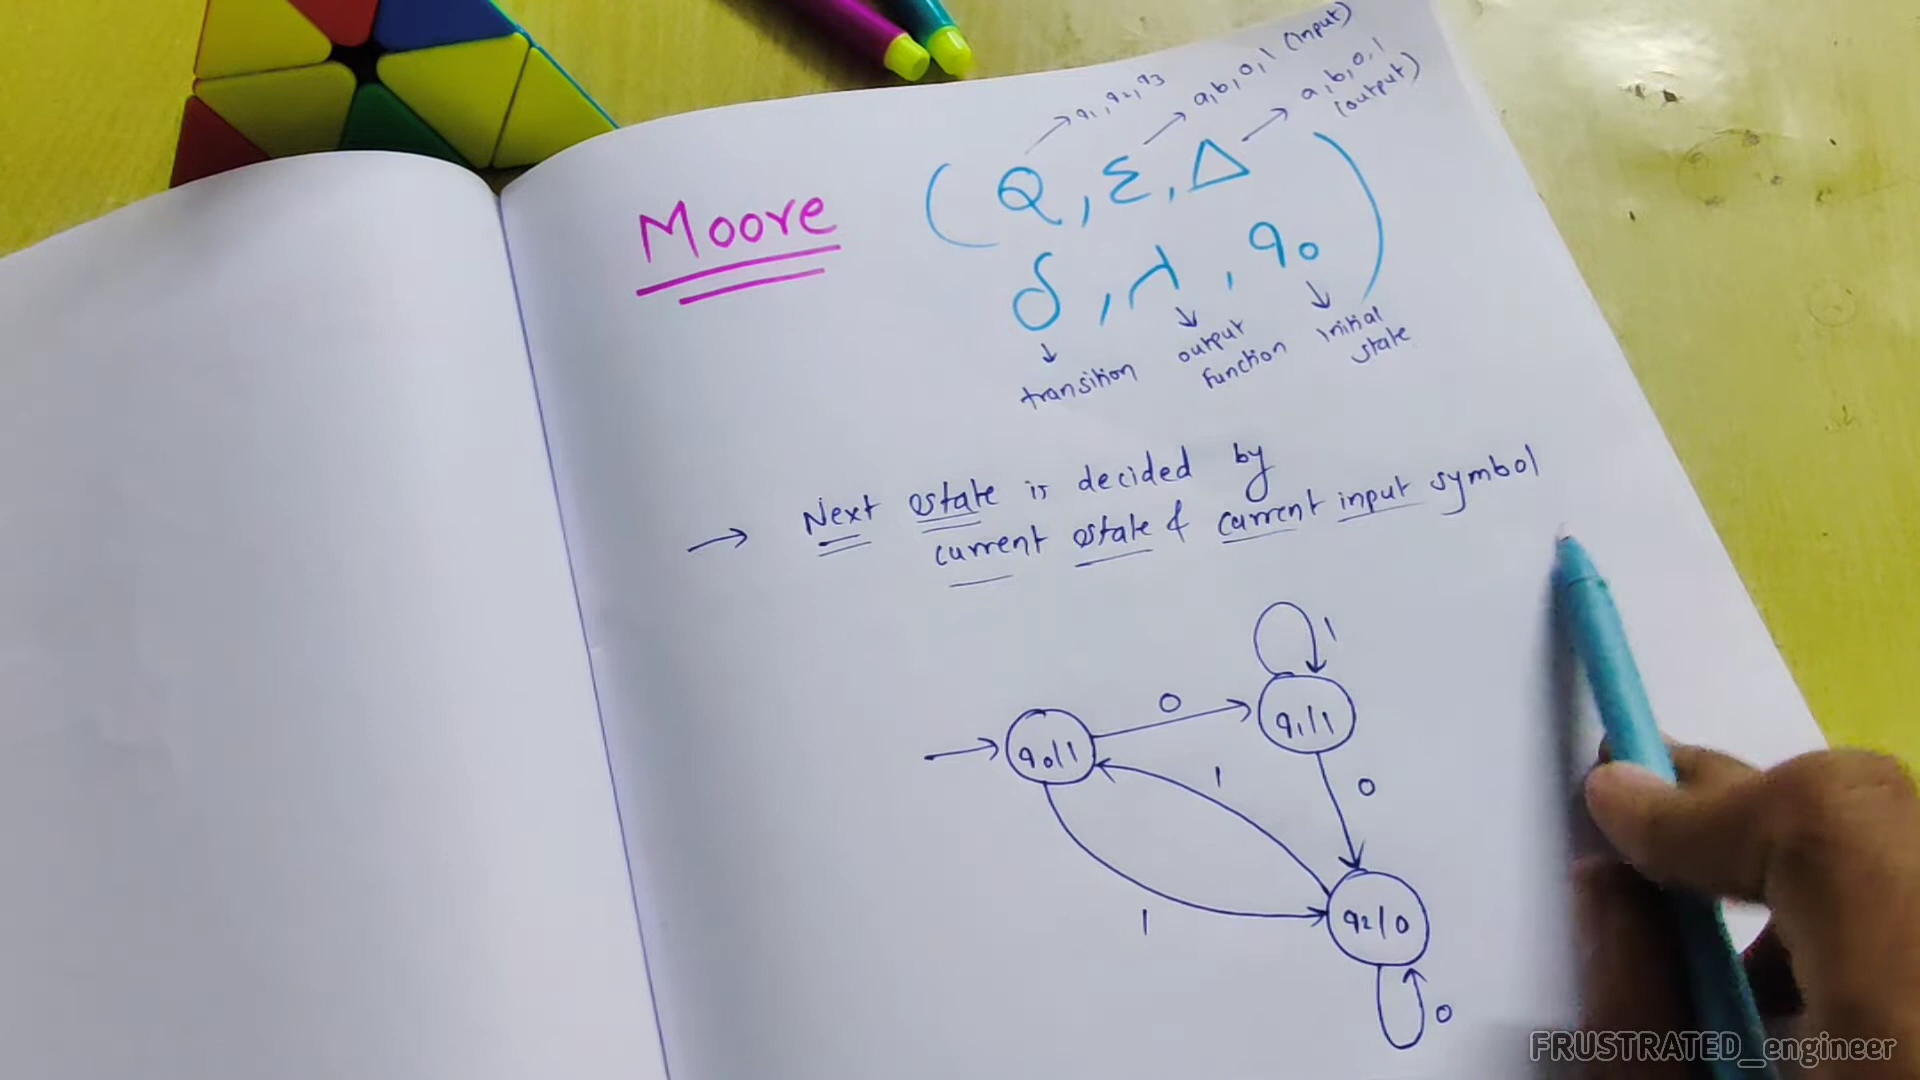 q1, q2, q3
a, b, 0, 1 (input)
a, b, 0, 1
(output)
Moore
(Q, Σ, Δ
δ, λ, q0)
transition
output
function
initial
state
→ Next state is decided by
current state & current input symbol
1
0
q0/1
q1/1
1
0
1
q2/0
0
FRUSTRATED_engineer